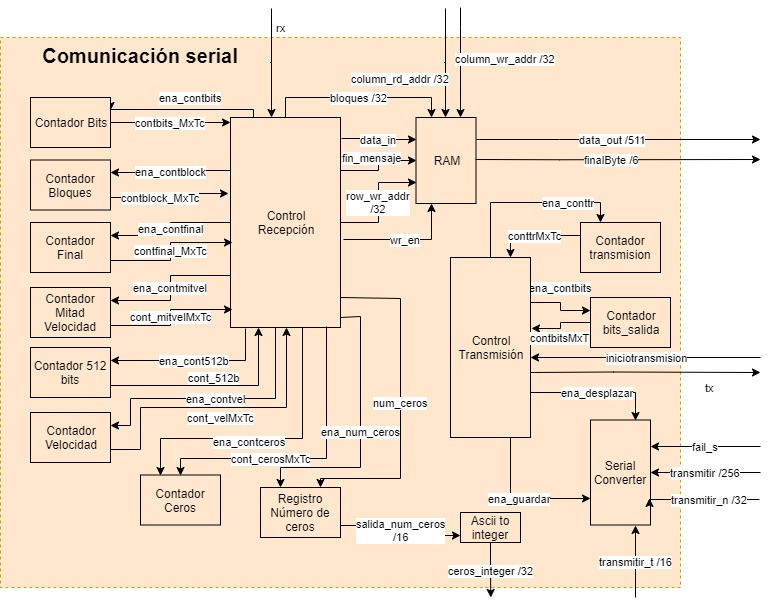 rx
Comunicación serial
column_wr_addr /32
column_rd_addr /32
ena_contbits
bloques /32
Contador Bits
contbits_MxTc
data_in
data_out /511
fin_mensaje
RAM
finalByte /6
Contador
Bloques
ena_contblock
contblock_MxTc
row_wr_addr
/32
Control
Recepción
ena_conttr
ena_contfinal
Contador
Final
contfinal_MxTc
wr_en
conttrMxTc
Contador
transmision
ena_contmitvel
Contador
Mitad
Velocidad
cont_mitvelMxTc
ena_contbits
Contador
bits_salida
contbitsMxT
Control
Transmisión
Contador 512
bits
ena_cont512b
cont_512b
iniciotransmision
tx
ena_contvel
num_ceros
ena_desplazar
Contador
Velocidad
cont_velMxTc
ena_num_ceros
ena_contceros
cont_cerosMxTc
fail_s
Serial
Converter
transmitir /256
Contador
Ceros
Registro
Número de
ceros
ena_guardar
transmitir_n /32
salida_num_ceros
/16
Ascii to
integer
transmitir_t /16
ceros_integer /32